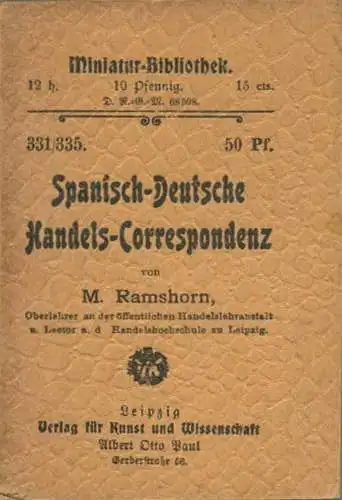 Miniatur-Bibliothek.
12 h. 10 Pfennig. 15 cts.
D. R.-G.-M. 68508.
331/335. 50 Pf.
Spanisch-Deutsche
Handels-Correspondenz
von
M. Ramshorn,
Oberlehrer an der öffentlichen Handelslehranstalt
u. Lector a. d Handelshochschule zu Leipzig.
Leipzig
Verlag für Kunst und Wissenschaft
Albert Otto Paul
Gerberstraße